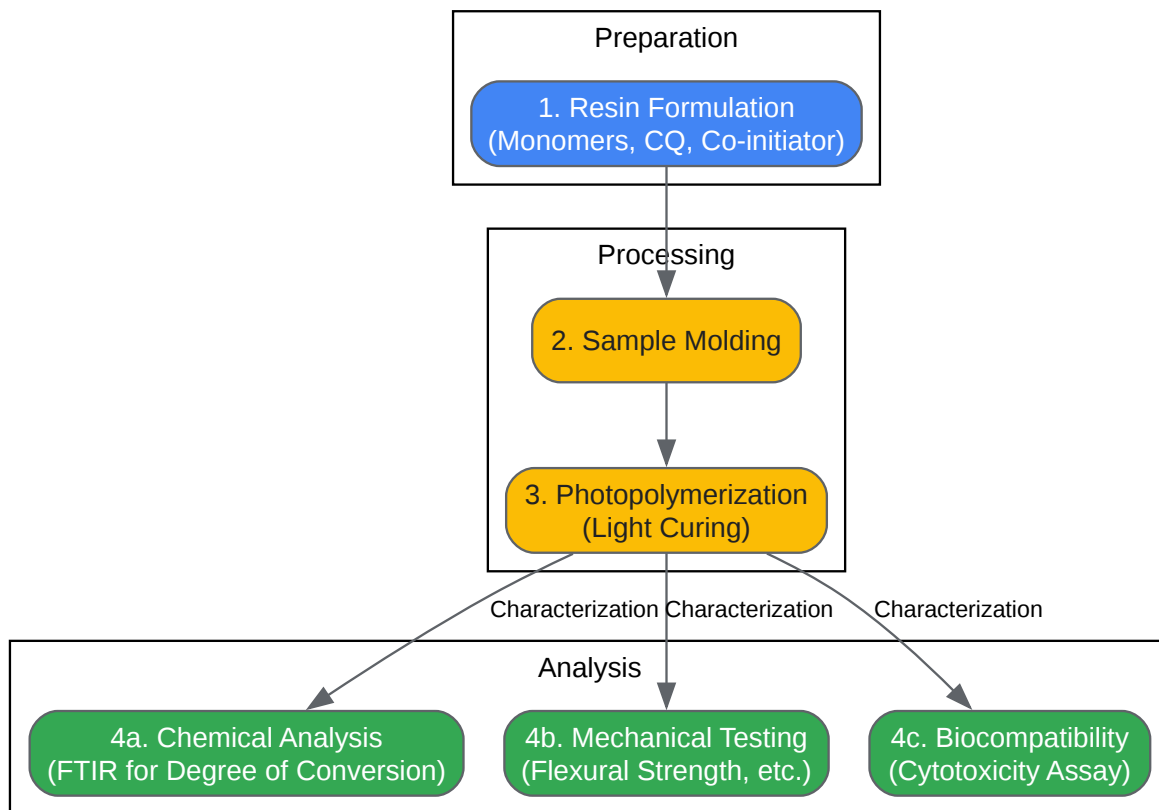 Preparation
1. Resin Formulation
(Monomers, CQ, Co-initiator)
Processing
2. Sample Molding
3. Photopolymerization
(Light Curing)
Characterization
Characterization
Characterization
Analysis
4a. Chemical Analysis
(FTIR for Degree of Conversion)
4b. Mechanical Testing
(Flexural Strength, etc.)
4c. Biocompatibility
(Cytotoxicity Assay)